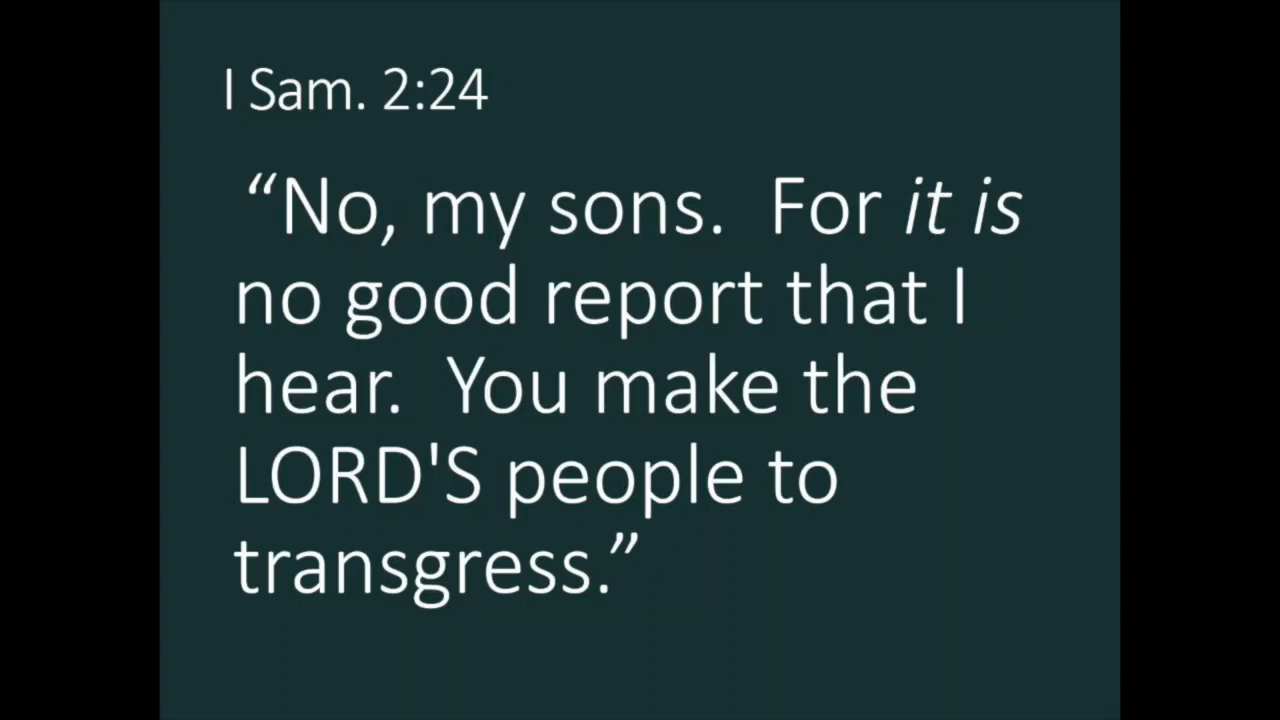 I Sam. 2:24
“No, my sons.  For it is
no good report that I
hear.  You make the
LORD'S people to
transgress.”